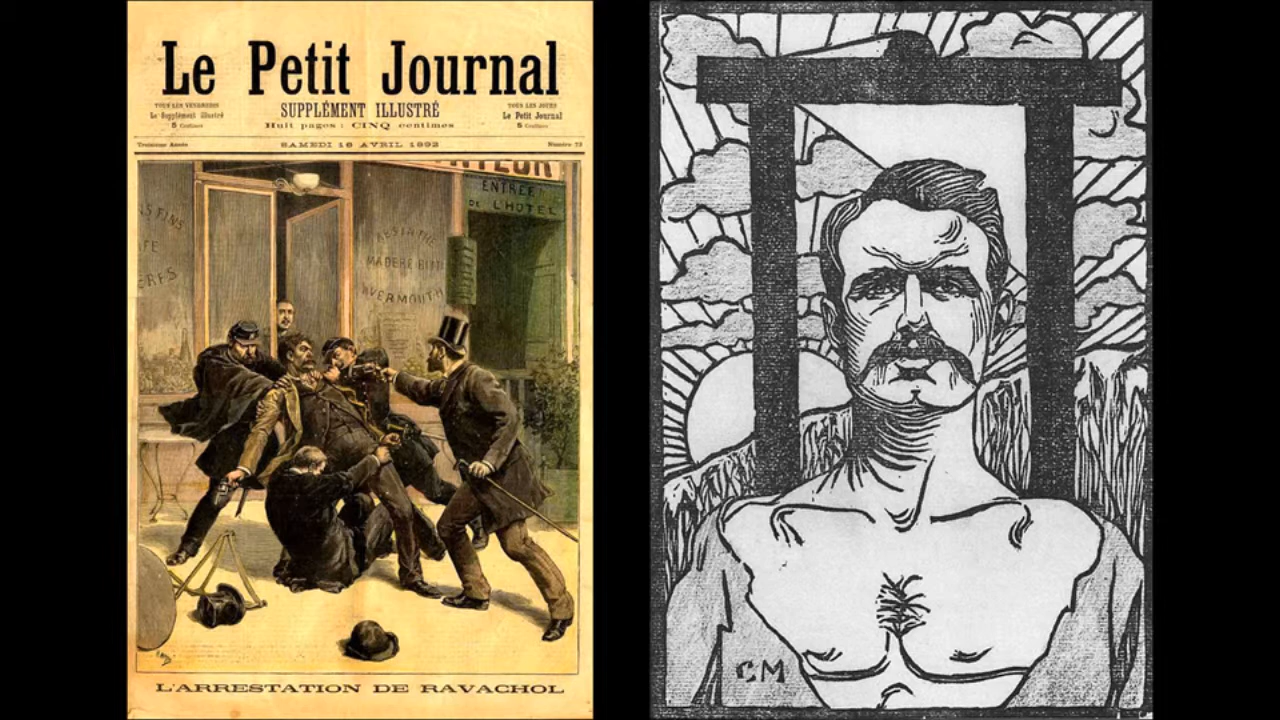 Le Petit Journal
TOUS LES VENDREDIS
Le Supplément illustré
5 Centimes
SUPPLÉMENT ILLUSTRÉ
Huit pages : CINQ centimes
TOUS LES JOURS
Le Petit Journal
5 Centimes
Troisième Année
SAMEDI 16 AVRIL 1892
Numéro 73
ENTRÉE
DE L'HOTEL
ABSINTHE
MADERE
VERMOUTH
L'ARRESTATION DE RAVACHOL
CM